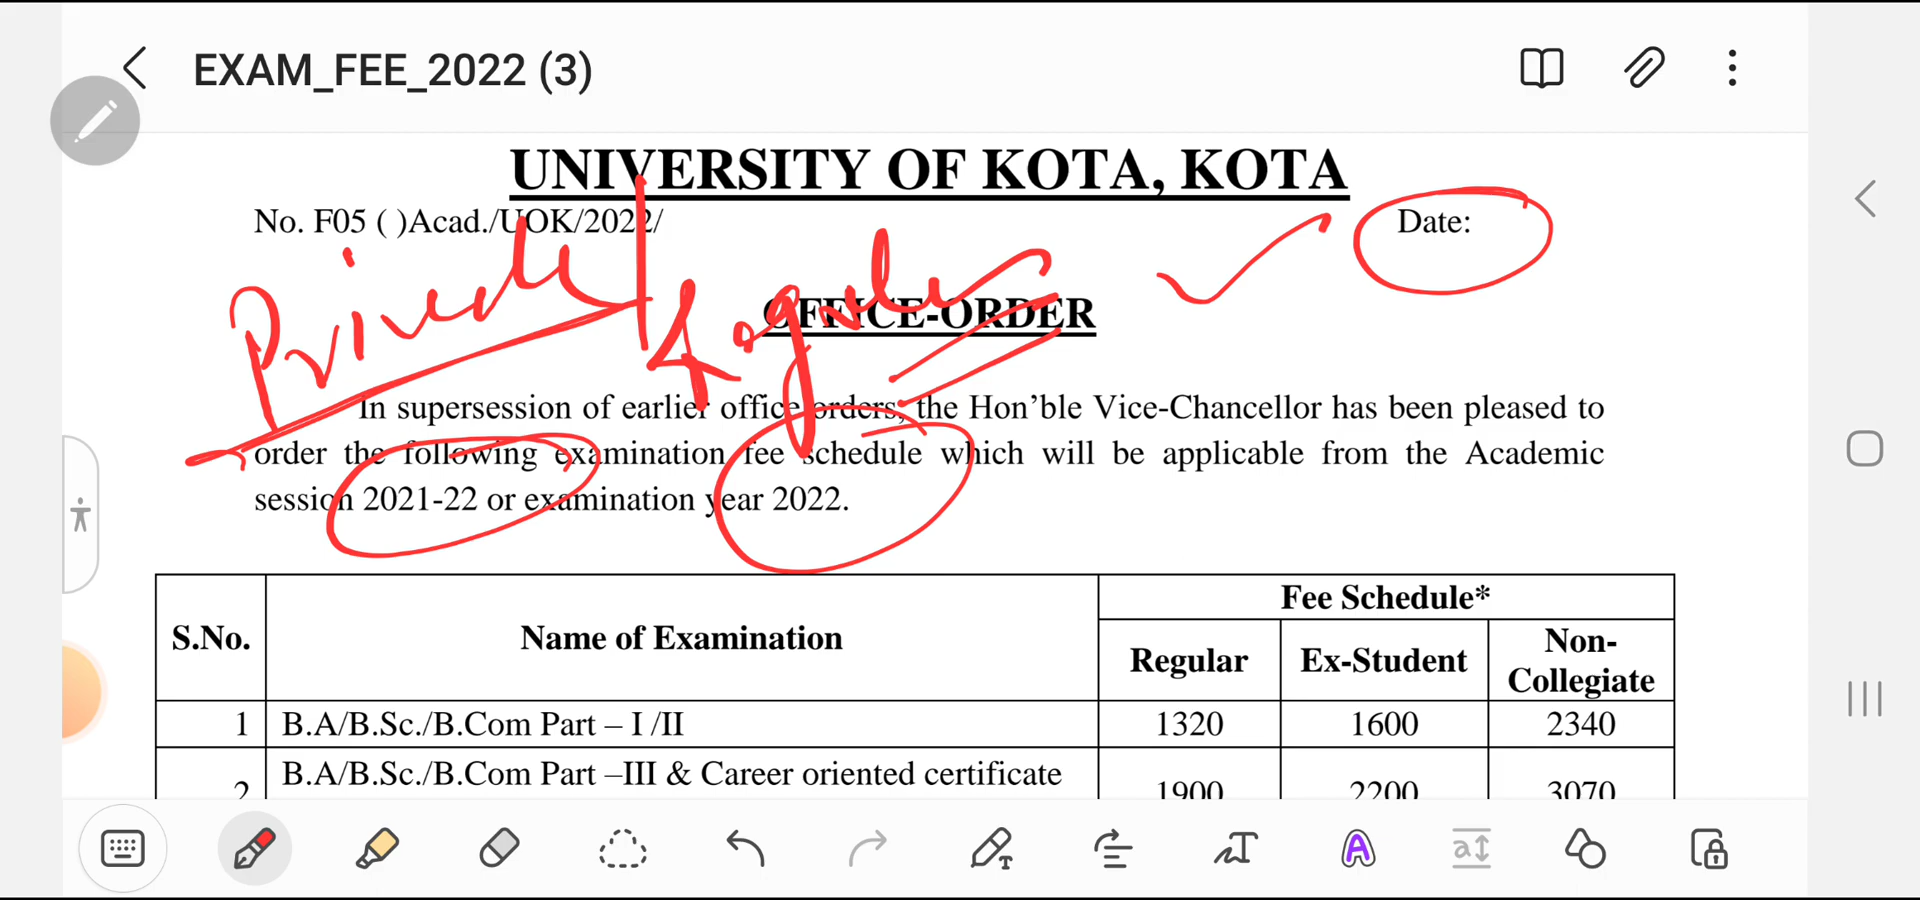 EXAM_FEE_2022 (3)
UNIVERSITY OF KOTA, KOTA
No. F05 ( )Acad./UOK/2022/ Date:
Private Regular
OFFICE-ORDER
In supersession of earlier office orders, the Hon'ble Vice-Chancellor has been pleased to
order the following examination fee schedule which will be applicable from the Academic
session 2021-22 or examination year 2022.
S.No. Name of Examination Fee Schedule*
Regular Ex-Student Non-Collegiate
1 B.A/B.Sc./B.Com Part – I /II 1320 1600 2340
2 B.A/B.Sc./B.Com Part –III & Career oriented certificate 1900 2200 3070